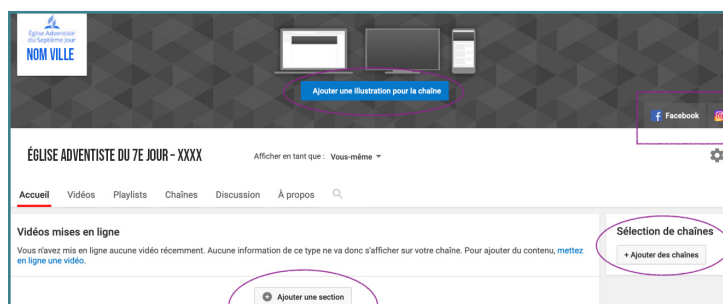 Église Adventiste
du Septième Jour
NOM VILLE
Ajouter une illustration pour la chaîne
Facebook
ÉGLISE ADVENTISTE DU 7E JOUR – XXXX
Afficher en tant que : Vous-même
Accueil Vidéos Playlists Chaînes Discussion À propos
Vidéos mises en ligne
Vous n'avez mis en ligne aucune vidéo récemment. Aucune information de ce type ne va donc s'afficher sur votre chaîne. Pour ajouter du contenu, mettez
en ligne une vidéo.
Sélection de chaînes
+ Ajouter des chaînes
Ajouter une section